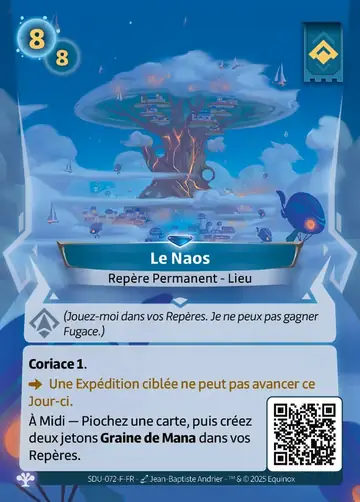 8
8
Le Naos
Repère Permanent - Lieu
(Jouez-moi dans vos Repères. Je ne peux pas gagner
Fugace.)
Coriace 1.
Une Expédition ciblée ne peut pas avancer ce
Jour-ci.
À Midi — Piochez une carte, puis créez
deux jetons Graine de Mana dans vos
Repères.
SDU-072-F-FR - Jean-Baptiste Andrier - ™ & © 2025 Equinox